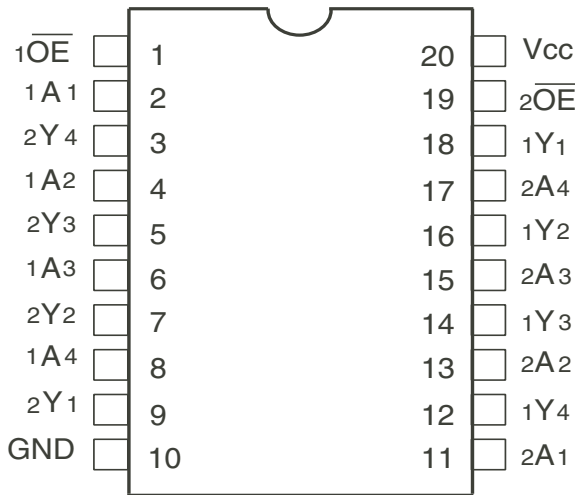 1O̅E̅ 1 20 Vcc
1A1 2 19 2O̅E̅
2Y4 3 18 1Y1
1A2 4 17 2A4
2Y3 5 16 1Y2
1A3 6 15 2A3
2Y2 7 14 1Y3
1A4 8 13 2A2
2Y1 9 12 1Y4
GND 10 11 2A1